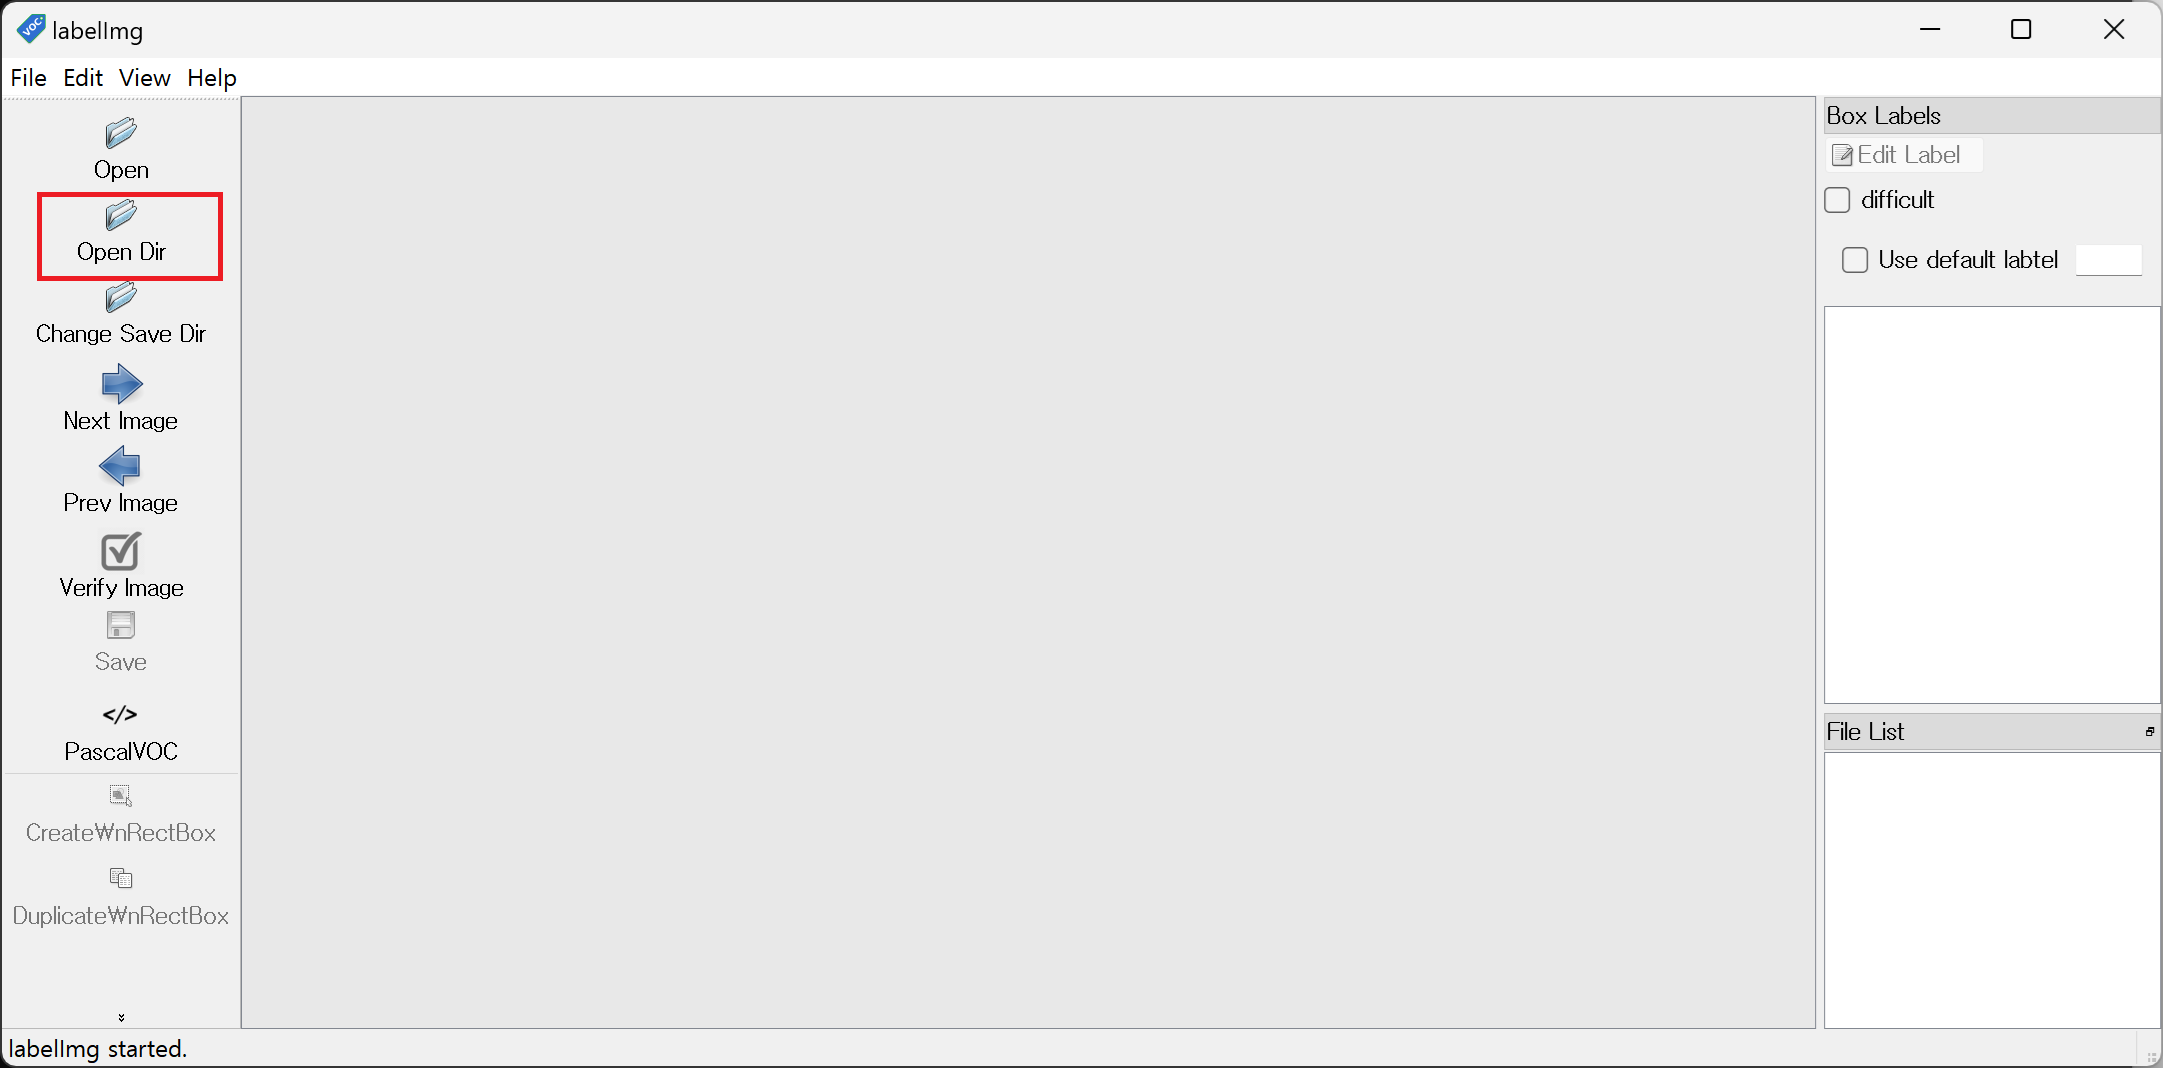 VOC
labelImg
File Edit View Help
Open
Open Dir
Change Save Dir
Next Image
Prev Image
Verify Image
Save
</>
PascalVOC
Create₩nRectBox
Duplicate₩nRectBox
Box Labels
Edit Label
difficult
Use default labtel
File List
labelImg started.